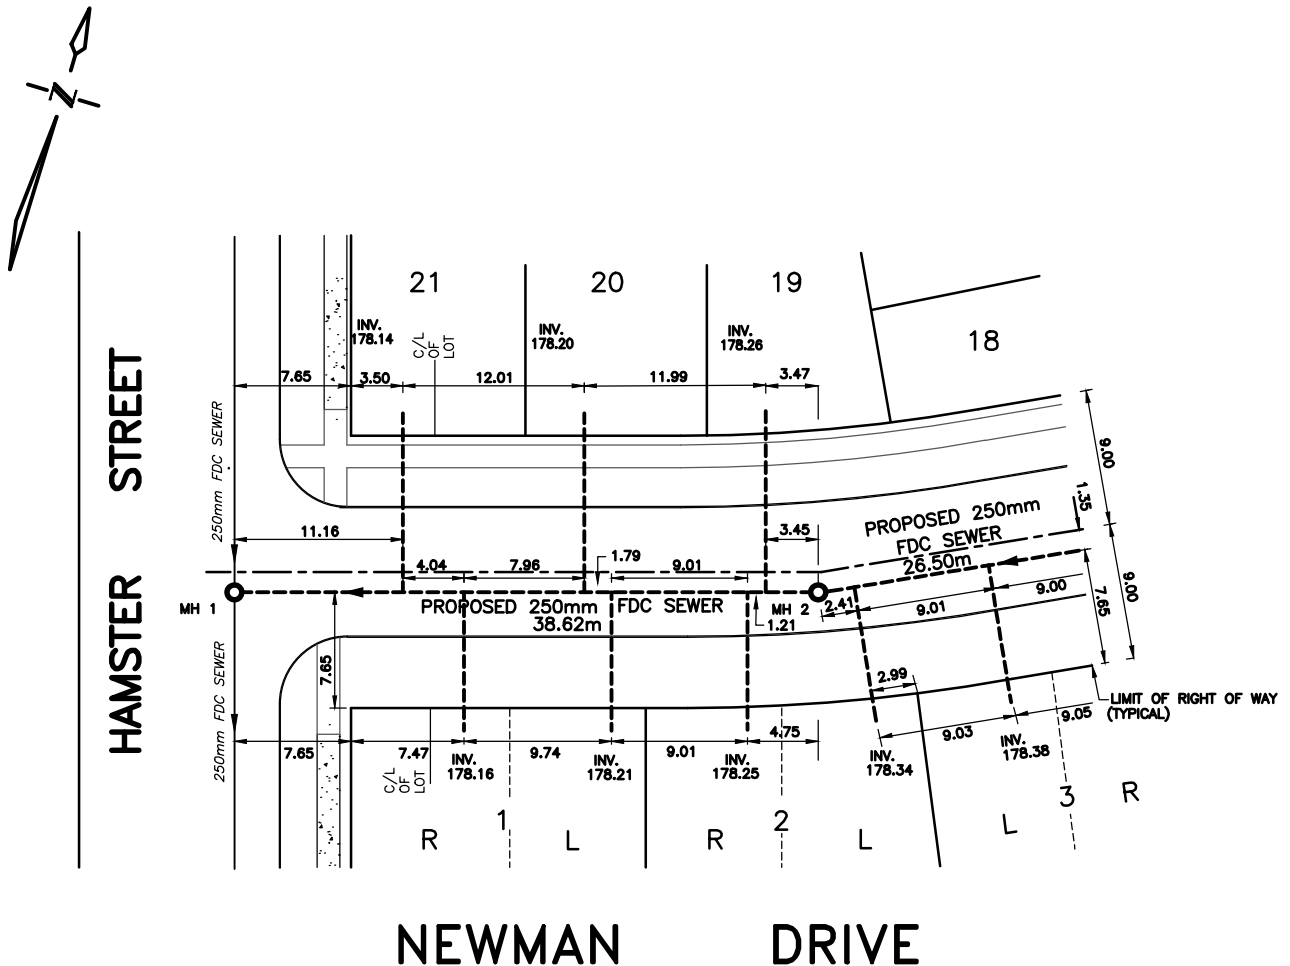 N
21
20
19
18
INV.
178.14
INV.
178.20
INV.
178.26
C/L
OF
LOT
7.65
3.50
12.01
11.99
3.47
9.00
1.35
HAMSTER STREET
250mm FDC SEWER
11.16
3.45
PROPOSED 250mm
FDC SEWER
26.50m
1.79
4.04
7.96
9.01
MH 1
PROPOSED 250mm FDC SEWER
38.62m
MH 2
1.21
2.41
9.01
9.00
7.65
9.00
7.65
250mm FDC SEWER
2.99
LIMIT OF RIGHT OF WAY
(TYPICAL)
7.65
7.47
9.74
9.01
4.75
9.03
9.05
C/L
OF
LOT
INV.
178.16
INV.
178.21
INV.
178.25
INV.
178.34
INV.
178.38
1
2
3
R
L
R
L
L
R
NEWMAN DRIVE